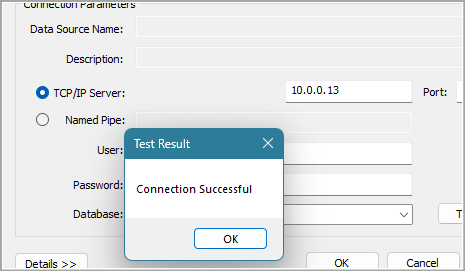 Connection Parameters
Data Source Name:
Description:
TCP/IP Server: 10.0.0.13 Port:
Named Pipe:
Test Result
User:
Connection Successful
Password:
Database:
OK
Details >> OK Cancel